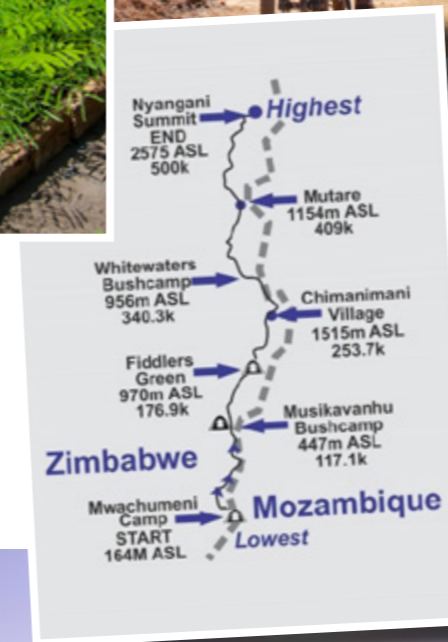 Nyangani
Summit
END
2575 ASL
500k
Highest
Mutare
1154m ASL
409k
Whitewaters
Bushcamp
956m ASL
340.3k
Chimanimani
Village
1515m ASL
253.7k
Fiddlers
Green
970m ASL
176.9k
Musikavanhu
Bushcamp
447m ASL
117.1k
Zimbabwe
Mwachumeni
Camp
START
164M ASL
Mozambique
Lowest